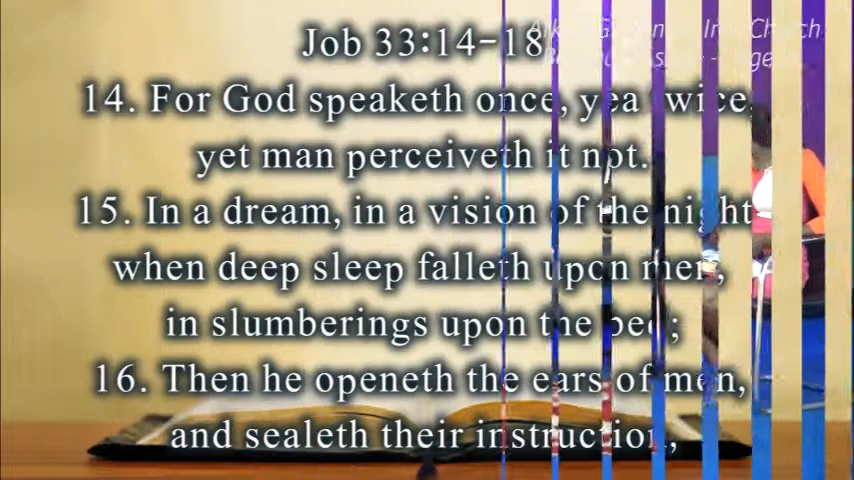 Job 33:14-18
14. For God speaketh once, yea twice,
yet man perceiveth it not.
15. In a dream, in a vision of the night
when deep sleep falleth upon men,
in slumberings upon the bed;
16. Then he openeth the ears of men,
and sealeth their instruction,
Church